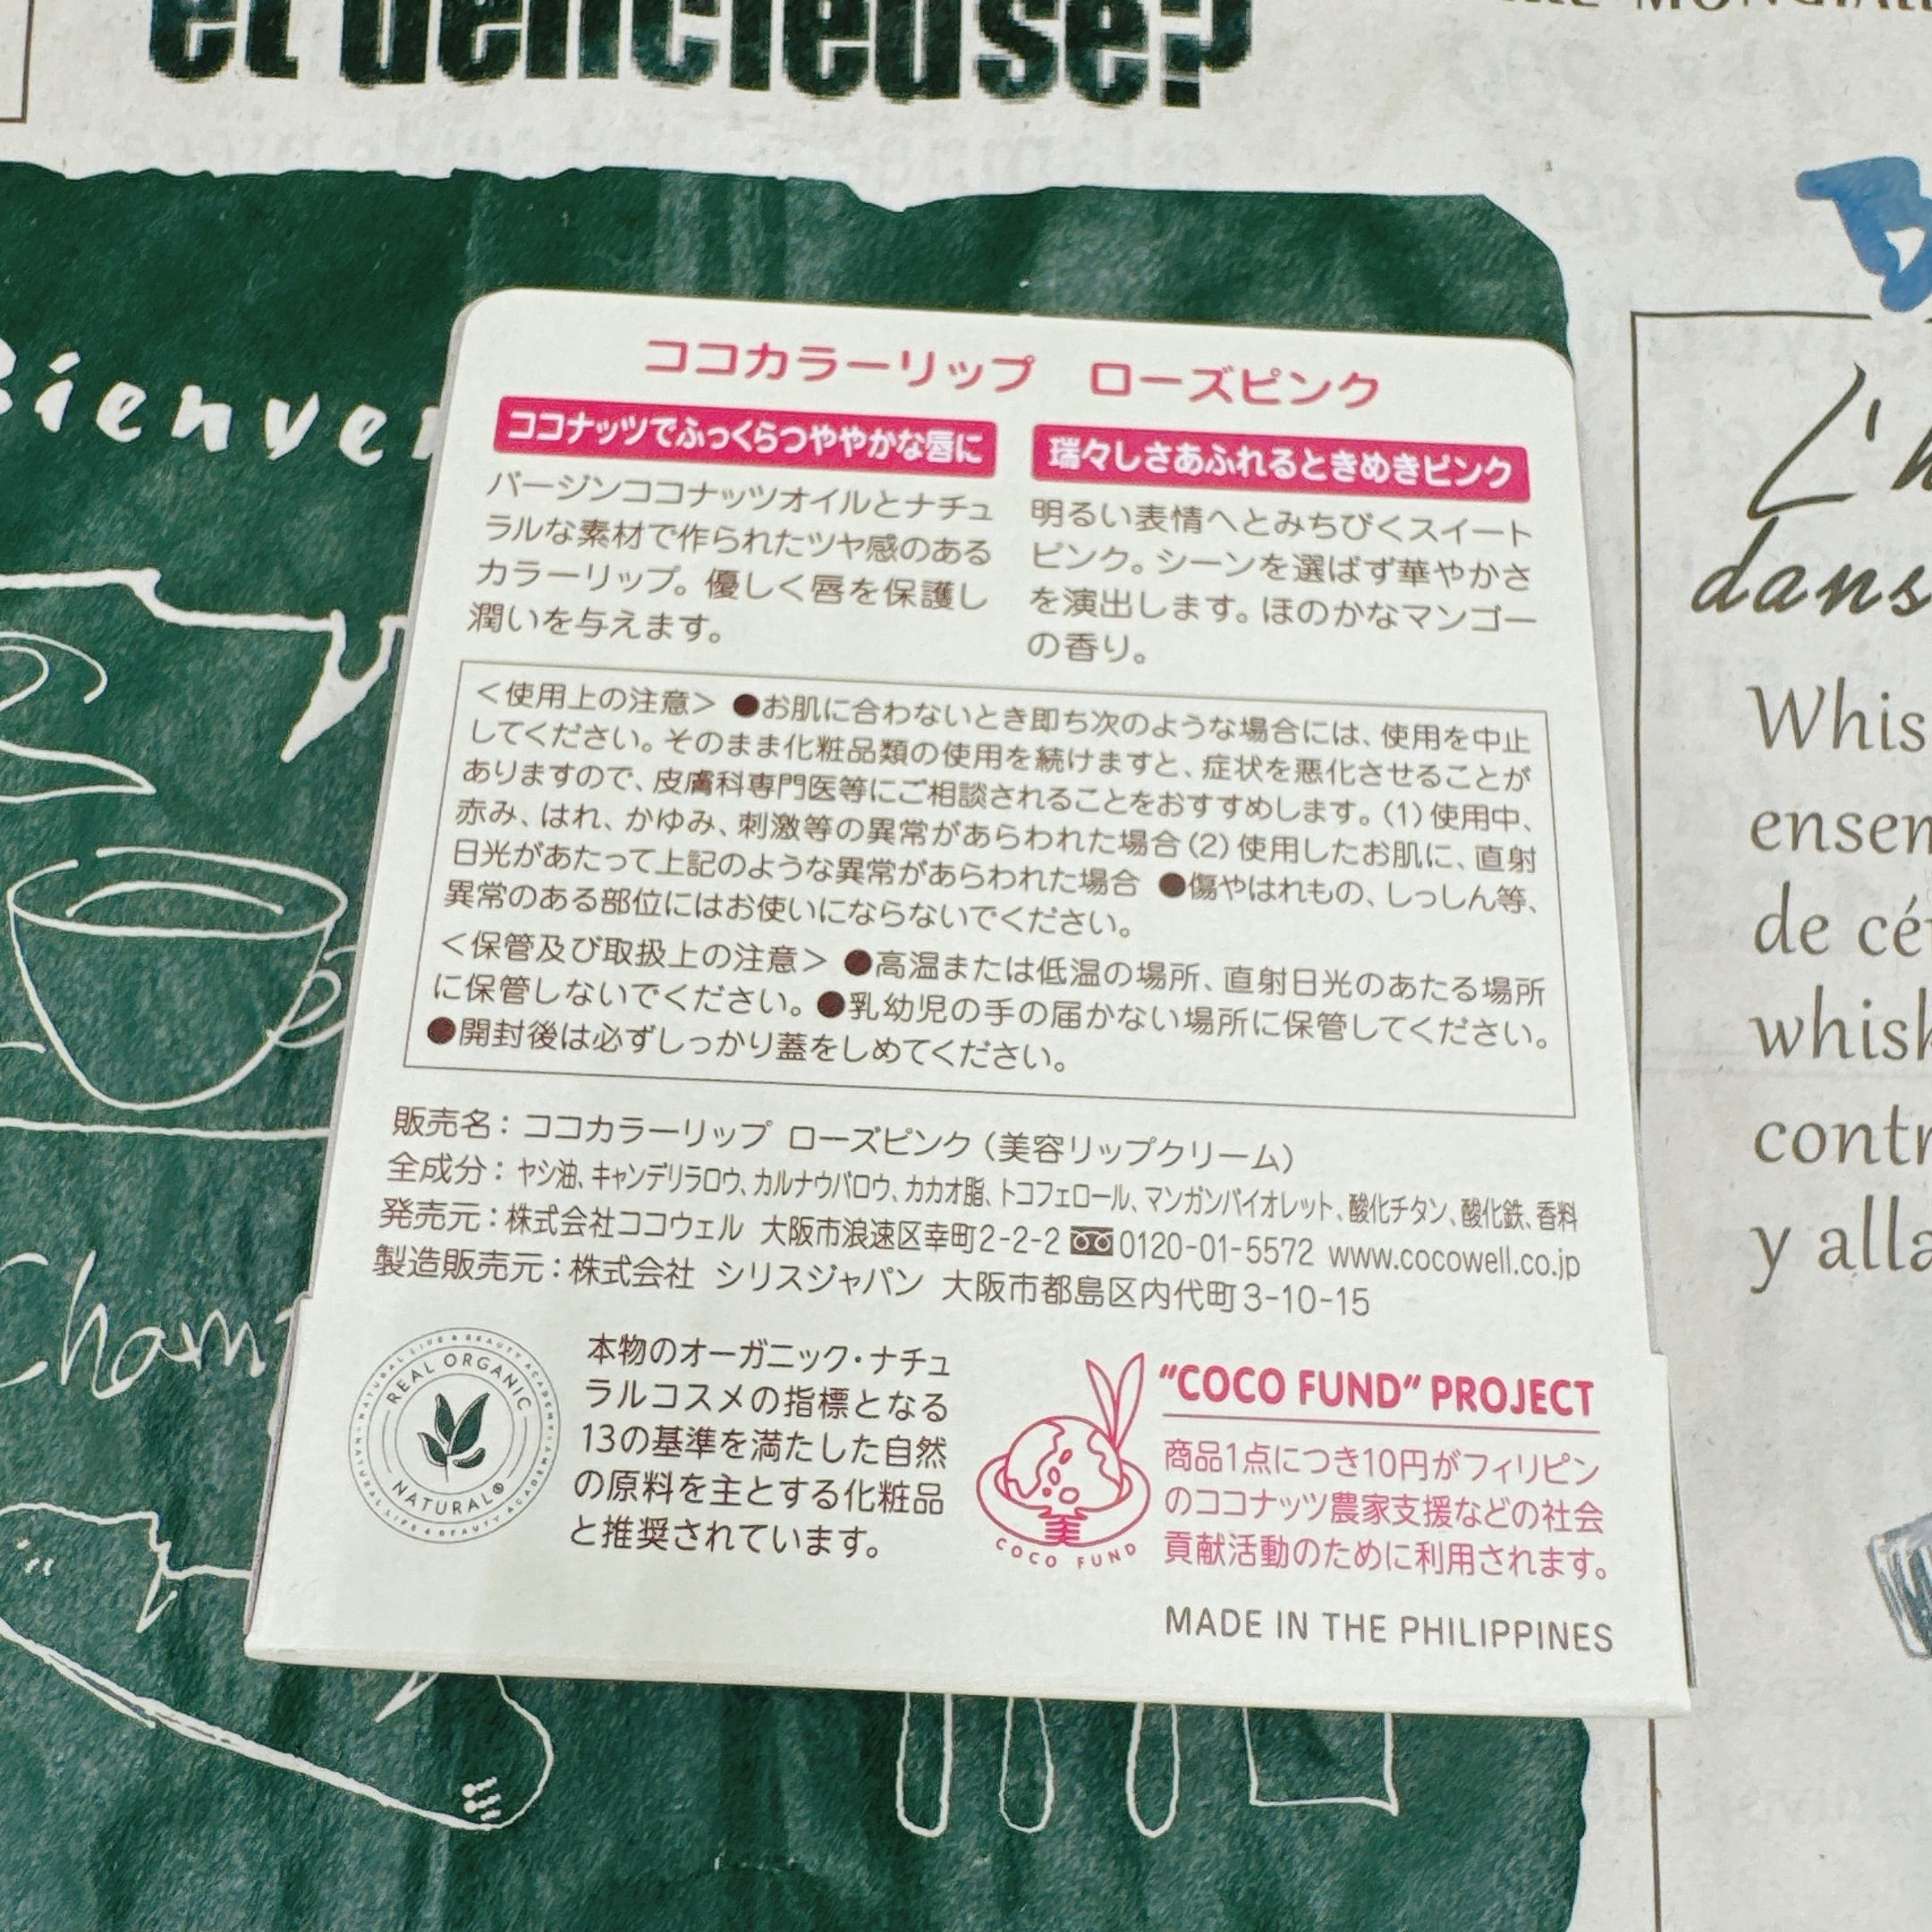 et délicieuse?
Bienve
L'h
dans
Whis
ensem
de cé
whisk
contr
y alla
ココカラーリップ ローズピンク
ココナッツでふっくらつややかな唇に
バージンココナッツオイルとナチュ
ラルな素材で作られたツヤ感のある
カラーリップ。優しく唇を保護し
潤いを与えます。
瑞々しさあふれるときめきピンク
明るい表情へとみちびくスイート
ピンク。シーンを選ばず華やかさ
を演出します。ほのかなマンゴー
の香り。
＜使用上の注意＞ ●お肌に合わないとき即ち次のような場合には、使用を中止
してください。そのまま化粧品類の使用を続けますと、症状を悪化させることが
ありますので、皮膚科専門医等にご相談されることをおすすめします。(1)使用中、
赤み、はれ、かゆみ、刺激等の異常があらわれた場合(2)使用したお肌に、直射
日光があたって上記のような異常があらわれた場合 ●傷やはれもの、しっしん等、
異常のある部位にはお使いにならないでください。
＜保管及び取扱上の注意＞ ●高温または低温の場所、直射日光のあたる場所
に保管しないでください。●乳幼児の手の届かない場所に保管してください。
●開封後は必ずしっかり蓋をしめてください。
販売名：ココカラーリップ ローズピンク（美容リップクリーム）
全成分：ヤシ油、キャンデリラロウ、カルナウバロウ、カカオ脂、トコフェロール、マンガンバイオレット、酸化チタン、酸化鉄、香料
発売元：株式会社ココウェル 大阪市浪速区幸町2-2-2 0120-01-5572 www.cocowell.co.jp
製造販売元：株式会社 シリスジャパン 大阪市都島区内代町3-10-15
REAL ORGANIC
NATURAL®
本物のオーガニック・ナチュ
ラルコスメの指標となる
13の基準を満たした自然
の原料を主とする化粧品
と推奨されています。
美
COCO FUND
"COCO FUND" PROJECT
商品1点につき10円がフィリピン
のココナッツ農家支援などの社会
貢献活動のために利用されます。
MADE IN THE PHILIPPINES